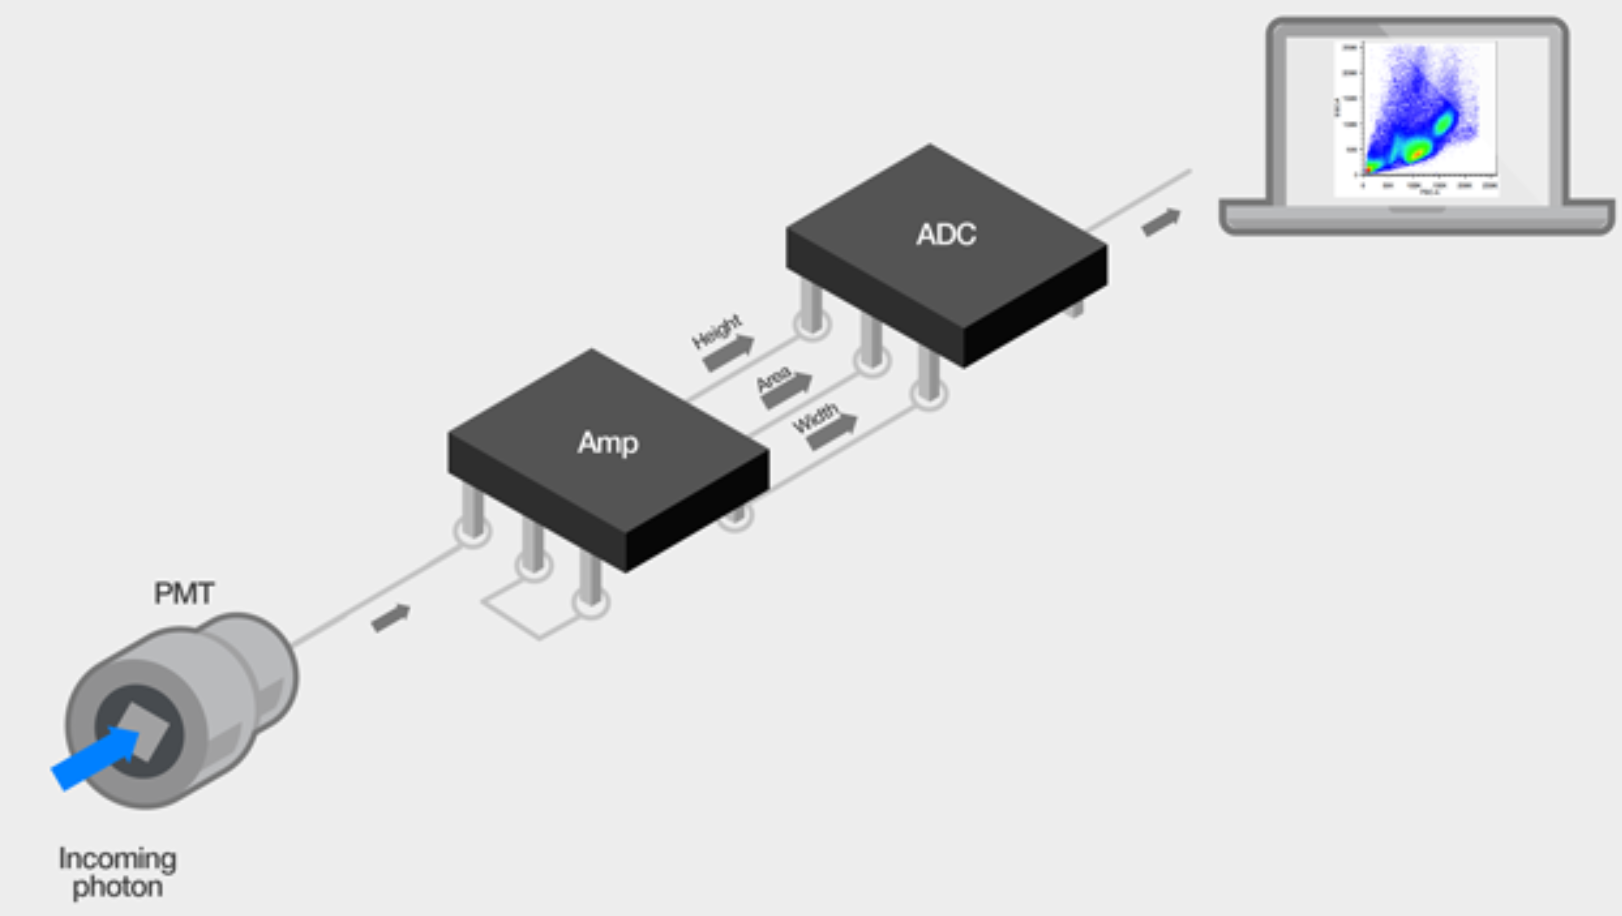 ADC
Height
Area
Width
Amp
PMT
Incoming
photon